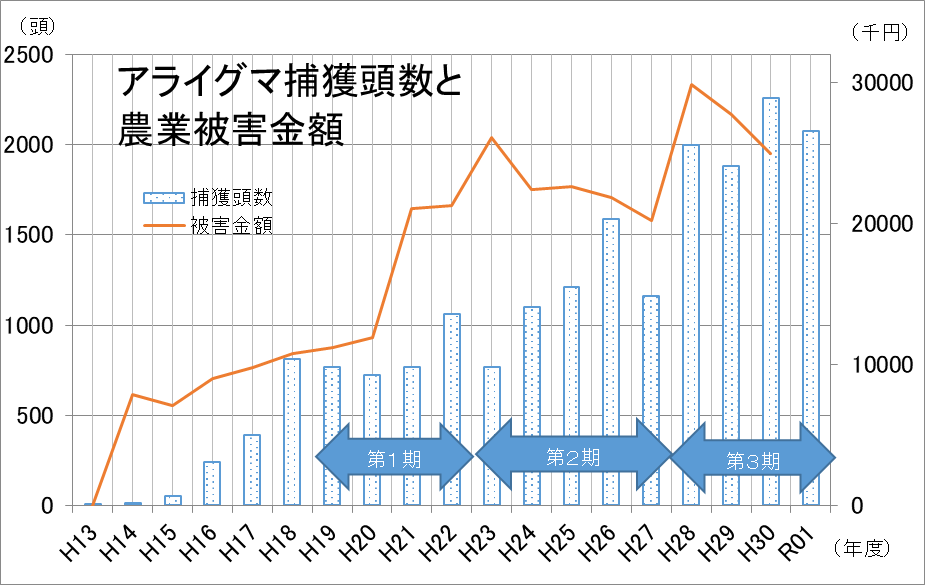 (頭)
(千円)
アライグマ捕獲頭数と
農業被害金額
捕獲頭数
被害金額
2500
2000
1500
1000
500
0
30000
20000
10000
0
第1期
第2期
第3期
H13
H14
H15
H16
H17
H18
H19
H20
H21
H22
H23
H24
H25
H26
H27
H28
H29
H30
R01
(年度)